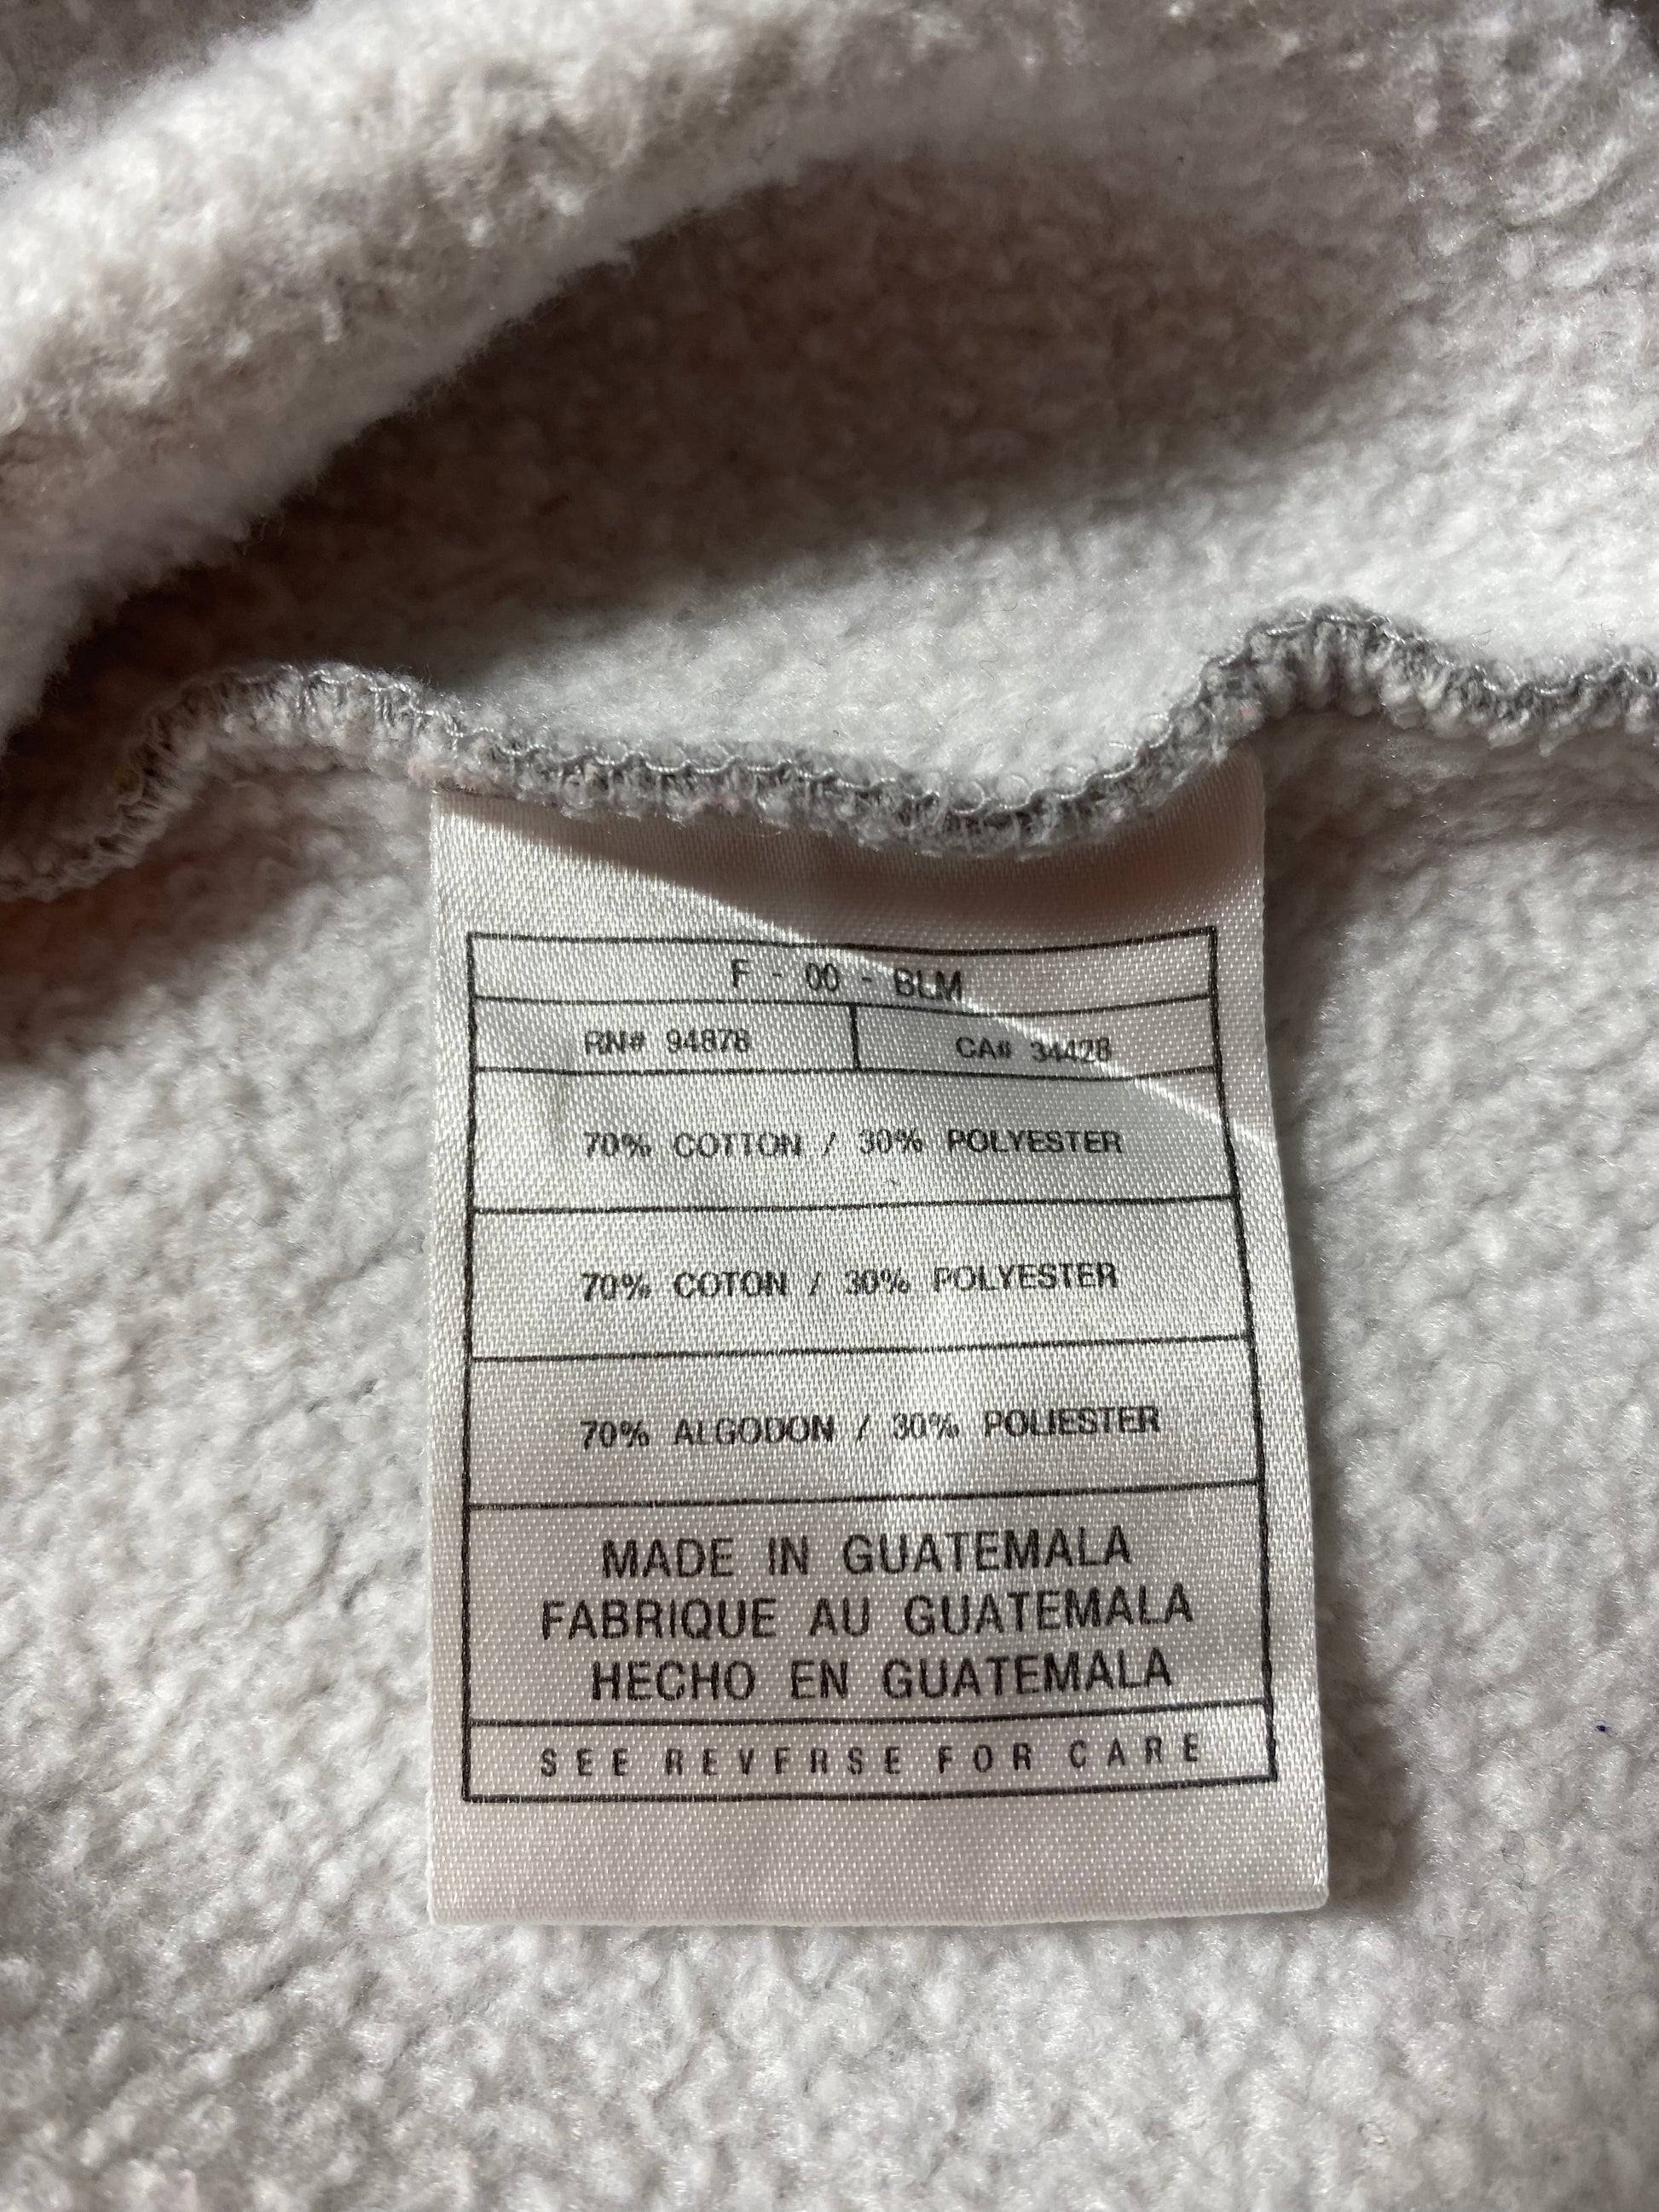 F - 00 - BLM
RN# 94878 CA# 34428
70% COTTON / 30% POLYESTER
70% COTON / 30% POLYESTER
70% ALGODON / 30% POLIESTER
MADE IN GUATEMALA
FABRIQUE AU GUATEMALA
HECHO EN GUATEMALA
SEE REVERSE FOR CARE